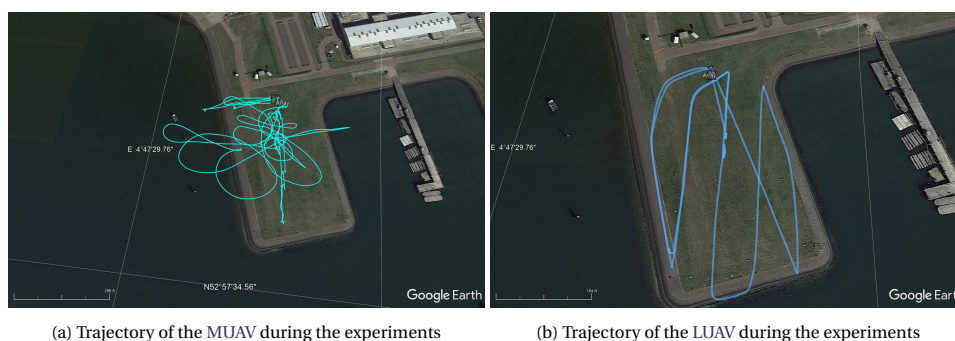 E 4°47'29.76"
N52°57'34.56"
Google Earth
E 4°47'29.76"
Google Earth
(a) Trajectory of the MUAV during the experiments
(b) Trajectory of the LUAV during the experiments